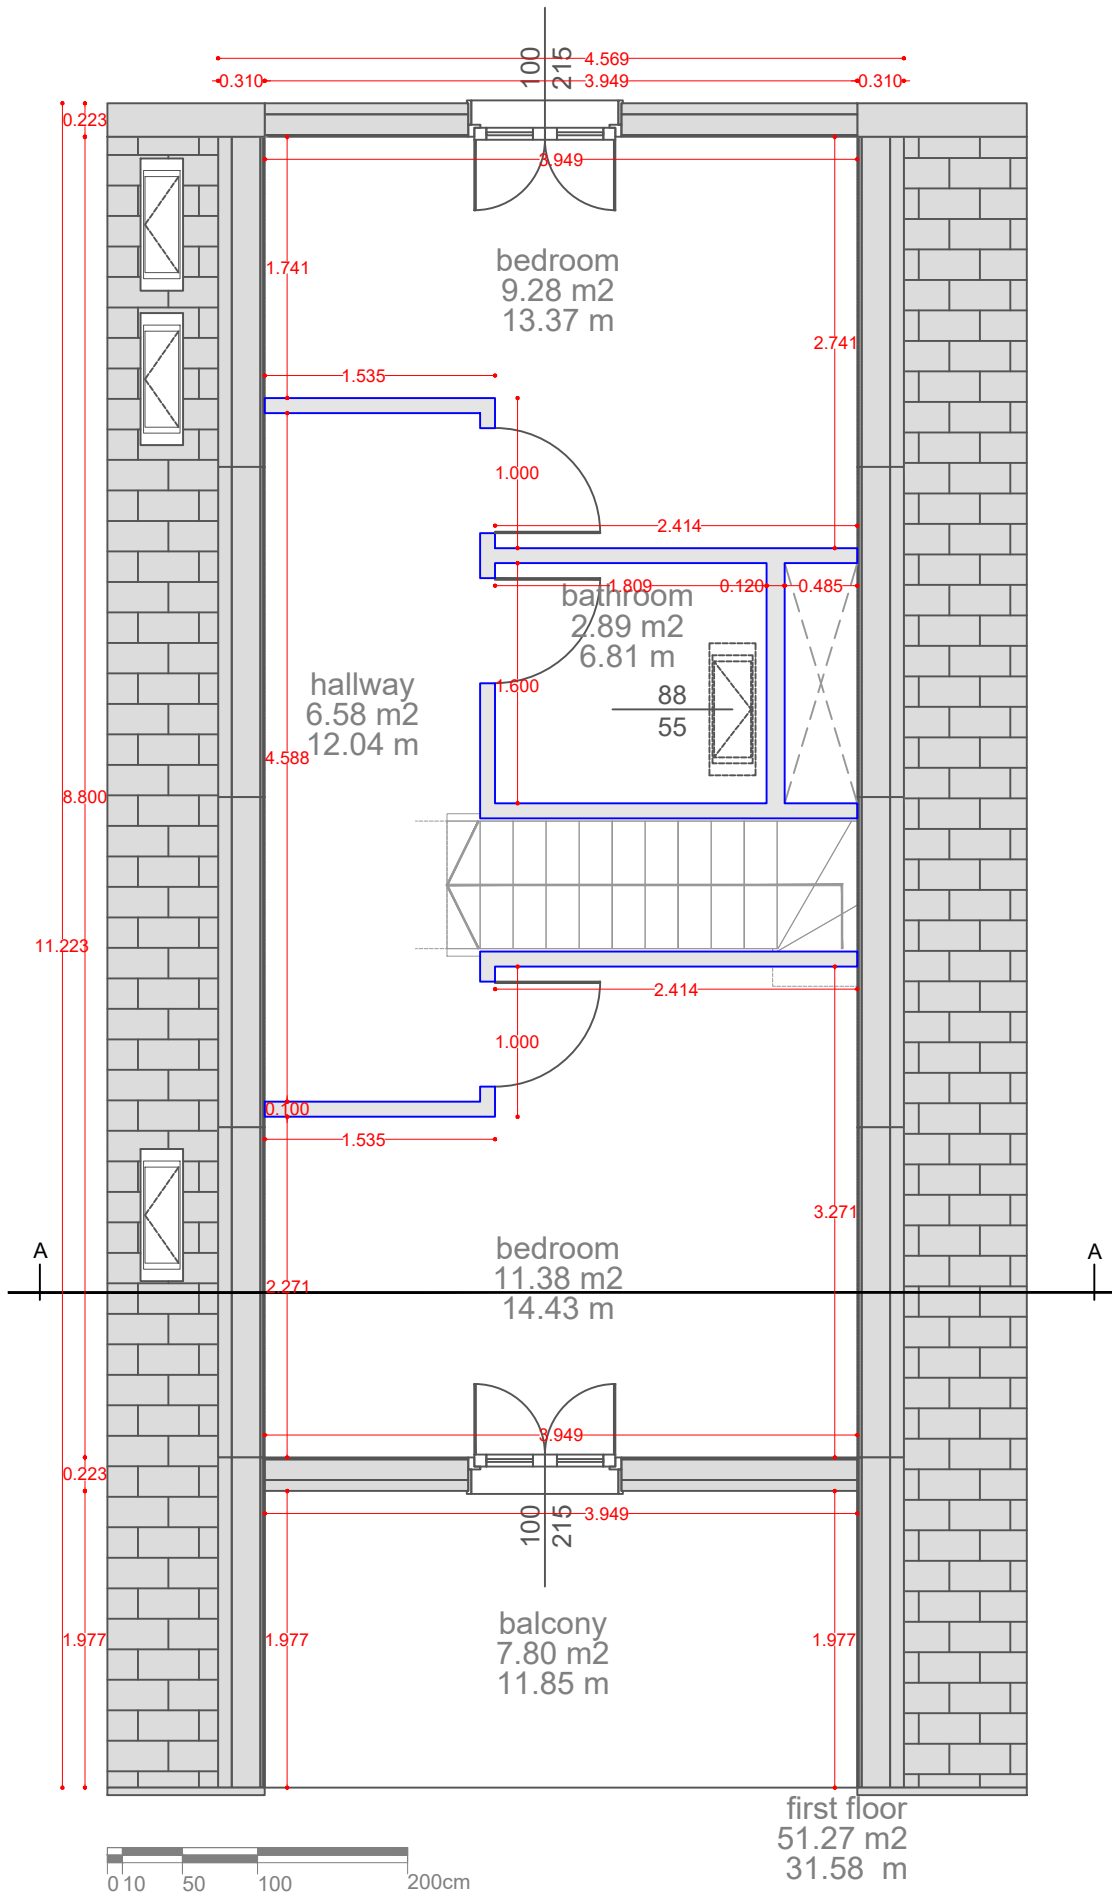 4.569
0.310
3.949
0.310
100
215
0.223
3.949
bedroom
9.28 m2
13.37 m
1.741
2.741
1.535
1.000
2.414
1.809
0.120
0.485
bathroom
2.89 m2
6.81 m
1.600
88
55
hallway
6.58 m2
12.04 m
4.588
8.800
11.223
2.414
1.000
0.100
1.535
3.271
A
A
bedroom
11.38 m2
14.43 m
2.271
3.949
0.223
100
215
3.949
balcony
7.80 m2
11.85 m
1.977
1.977
1.977
first floor
51.27 m2
31.58 m
0 10 50 100 200cm